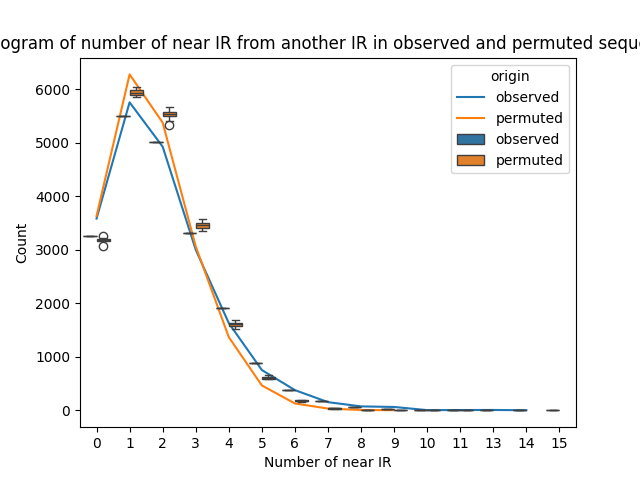 ogram of number of near IR from another IR in observed and permuted seque
origin
observed
permuted
observed
permuted
Count
6000
5000
4000
3000
2000
1000
0
0 1 2 3 4 5 6 7 8 9 10 11 13 14 15
Number of near IR